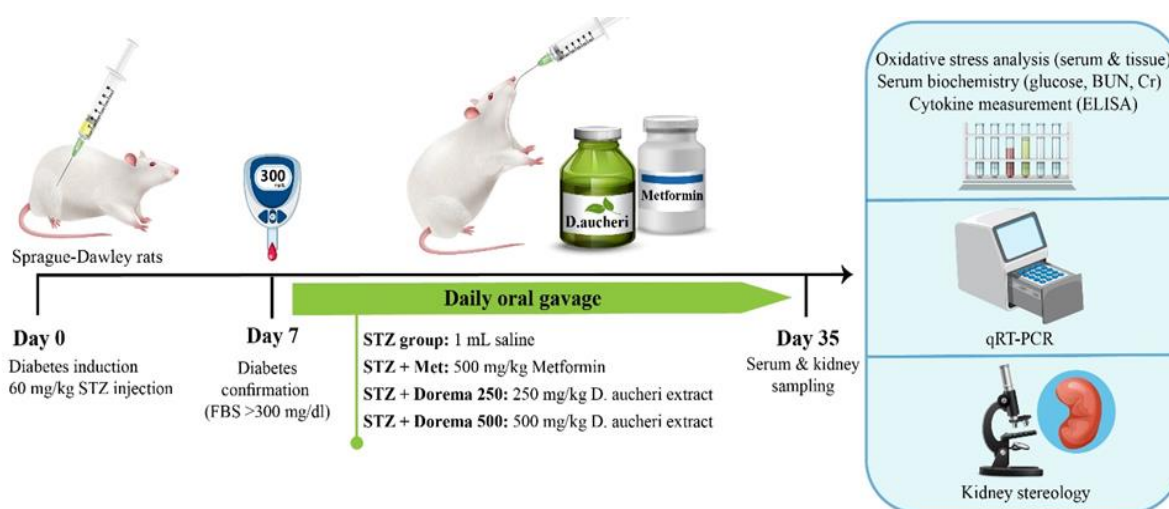 300
Metformin
D.aucheri
Sprague-Dawley rats
Daily oral gavage
Day 0
Diabetes induction
60 mg/kg STZ injection
Day 7
Diabetes
confirmation
(FBS >300 mg/dl)
STZ group: 1 mL saline
STZ + Met: 500 mg/kg Metformin
STZ + Dorema 250: 250 mg/kg D. aucheri extract
STZ + Dorema 500: 500 mg/kg D. aucheri extract
Day 35
Serum & kidney
sampling
Oxidative stress analysis (serum & tissue)
Serum biochemistry (glucose, BUN, Cr)
Cytokine measurement (ELISA)
qRT-PCR
Kidney stereology